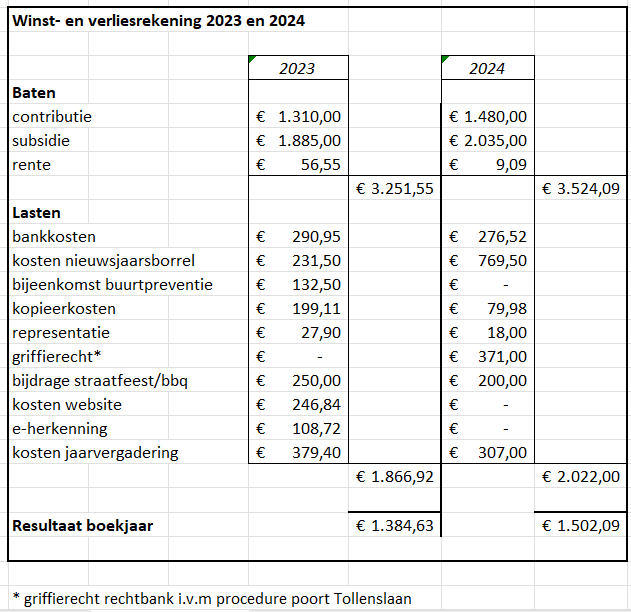 Winst- en verliesrekening 2023 en 2024
2023 2024
Baten
contributie € 1.310,00 € 1.480,00
subsidie € 1.885,00 € 2.035,00
rente € 56,55 € 9,09
€ 3.251,55 € 3.524,09
Lasten
bankkosten € 290,95 € 276,52
kosten nieuwsjaarsborrel € 231,50 € 769,50
bijeenkomst buurtpreventie € 132,50 € -
kopieerkosten € 199,11 € 79,98
representatie € 27,90 € 18,00
griffierecht* € - € 371,00
bijdrage straatfeest/bbq € 250,00 € 200,00
kosten website € 246,84 € -
e-herkenning € 108,72 € -
kosten jaarvergadering € 379,40 € 307,00
€ 1.866,92 € 2.022,00
Resultaat boekjaar € 1.384,63 € 1.502,09
* griffierecht rechtbank i.v.m procedure poort Tollenslaan